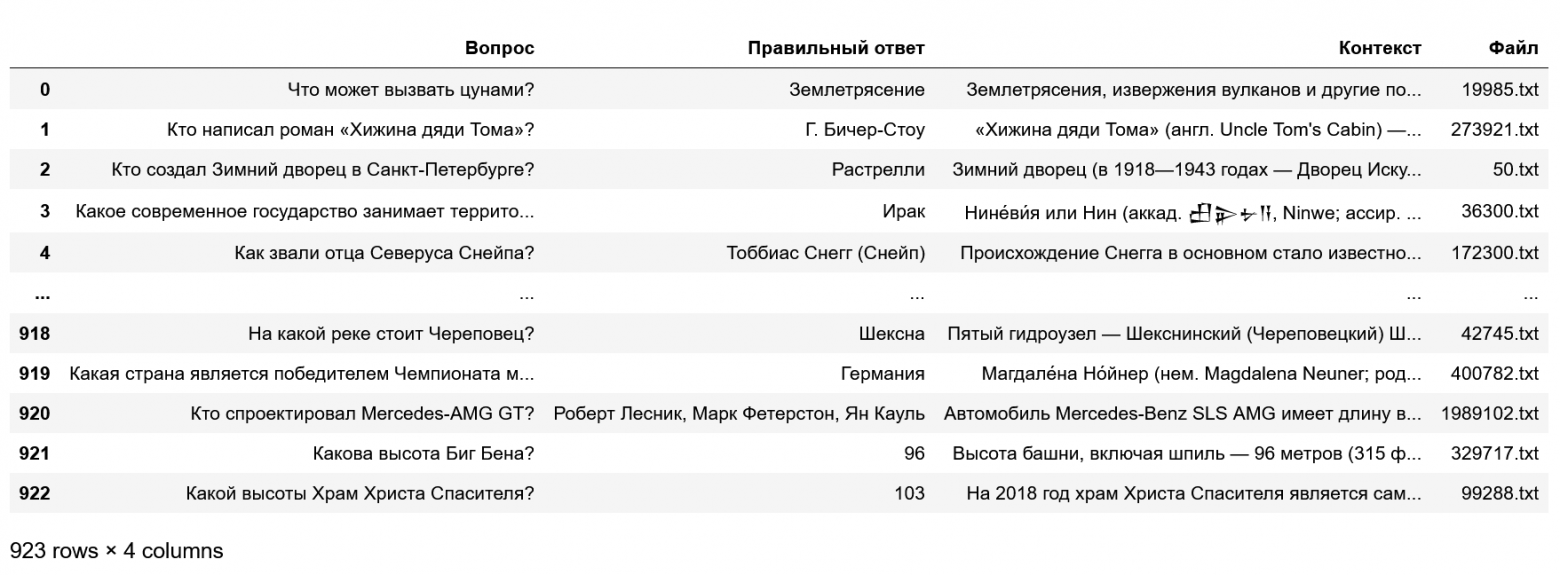 Вопрос Правильный ответ Контекст Файл
0 Что может вызвать цунами? Землетрясение Землетрясения, извержения вулканов и другие по... 19985.txt
1 Кто написал роман «Хижина дяди Тома»? Г. Бичер-Стоу «Хижина дяди Тома» (англ. Uncle Tom's Cabin) —... 273921.txt
2 Кто создал Зимний дворец в Санкт-Петербурге? Растрелли Зимний дворец (в 1918—1943 годах — Дворец Иску... 50.txt
3 Какое современное государство занимает террито... Ирак Нине́ви́я или Нин (аккад. 𒌷𒉌𒉡𒀀, Ninwe; ассир. ... 36300.txt
4 Как звали отца Северуса Снейпа? Тоббиас Снегг (Снейп) Происхождение Снегга в основном стало известно... 172300.txt
... ... ... ... ...
918 На какой реке стоит Череповец? Шексна Пятый гидроузел — Шекснинский (Череповецкий) Ш... 42745.txt
919 Какая страна является победителем Чемпионата м... Германия Магдале́на Но́йнер (нем. Magdalena Neuner; род... 400782.txt
920 Кто спроектировал Mercedes-AMG GT? Роберт Лесник, Марк Фетерстон, Ян Кауль Автомобиль Mercedes-Benz SLS AMG имеет длину в... 1989102.txt
921 Какова высота Биг Бена? 96 Высота башни, включая шпиль — 96 метров (315 ф... 329717.txt
922 Какой высоты Храм Христа Спасителя? 103 На 2018 год храм Христа Спасителя является сам... 99288.txt
923 rows × 4 columns